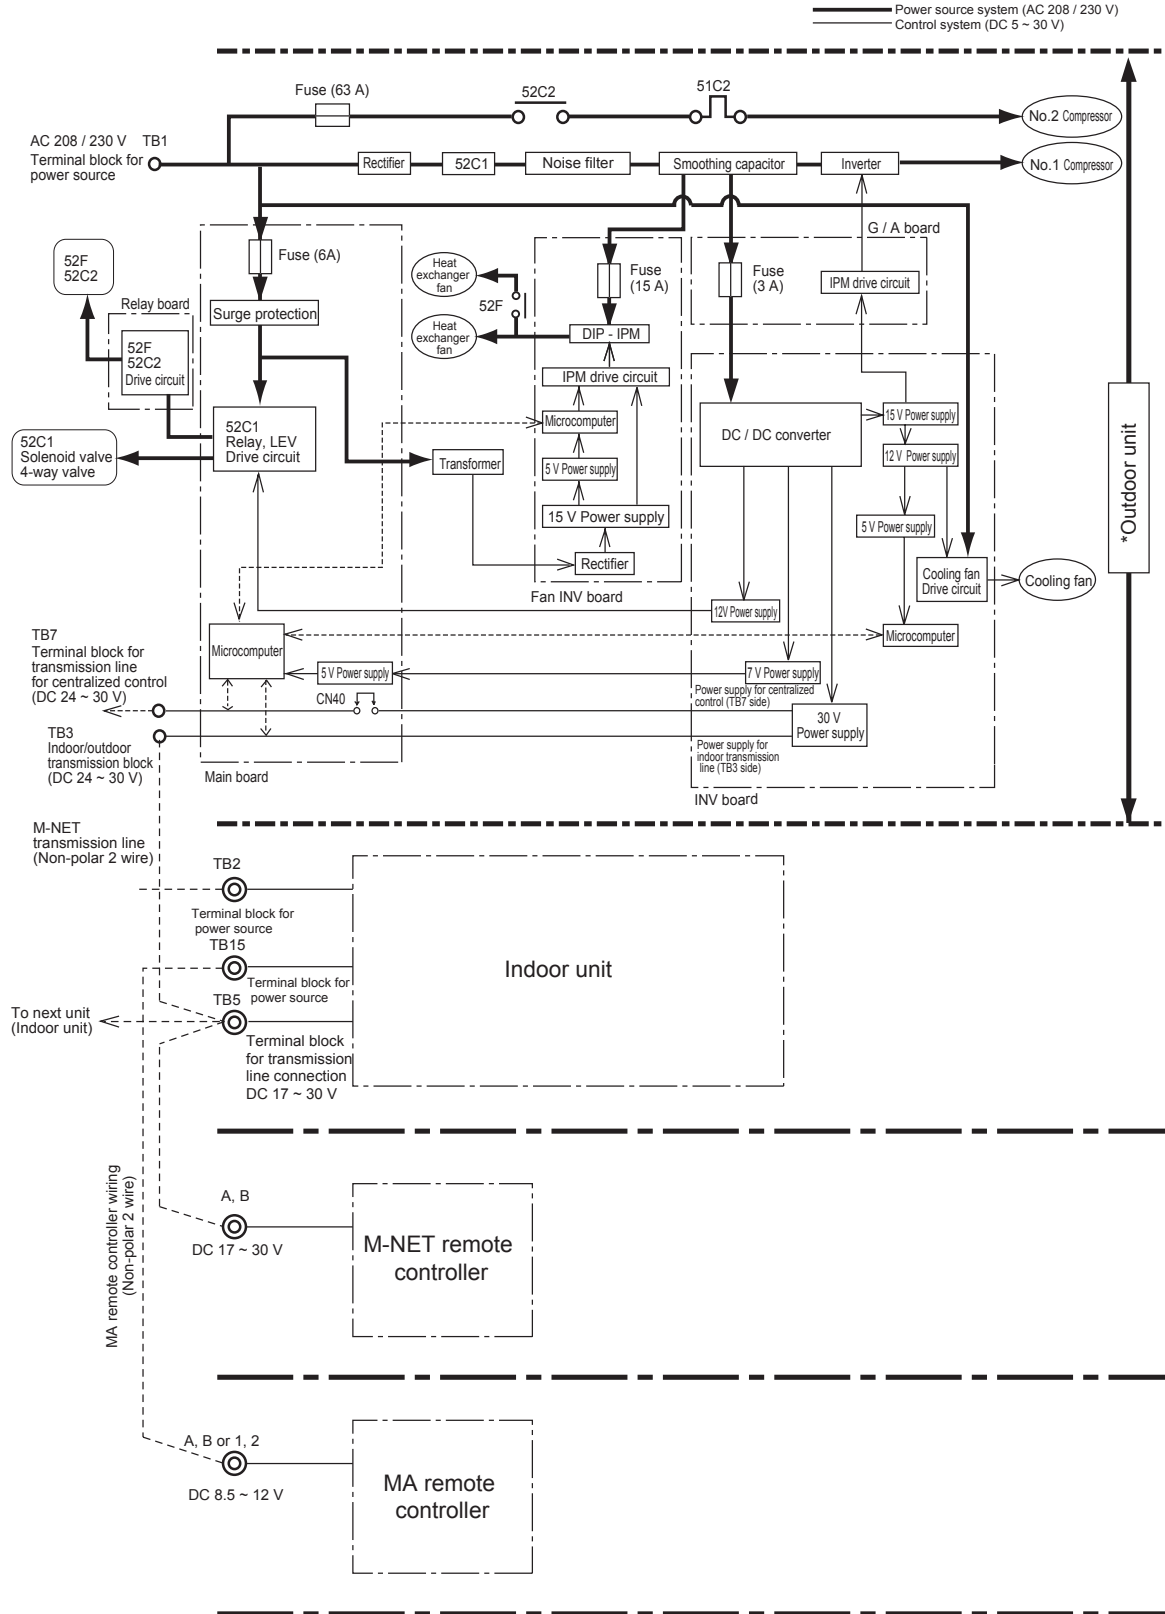 Power source system (AC 208 / 230 V)
Control system (DC 5 ~ 30 V)
Fuse (63 A)
52C2
51C2
No.2 Compressor
AC 208 / 230 V TB1
Terminal block for
power source
Rectifier
52C1
Noise filter
Smoothing capacitor
Inverter
No.1 Compressor
G / A board
52F
52C2
Relay board
52F
52C2
Drive circuit
Fuse (6A)
Surge protection
Heat
exchanger
fan
52F
Heat
exchanger
fan
Fuse
(15 A)
DIP - IPM
IPM drive circuit
Microcomputer
5 V Power supply
15 V Power supply
Rectifier
Fan INV board
Fuse
(3 A)
IPM drive circuit
*Outdoor unit
52C1
Solenoid valve
4-way valve
52C1
Relay, LEV
Drive circuit
Transformer
DC / DC converter
15 V Power supply
12 V Power supply
5 V Power supply
Cooling fan
Drive circuit
Cooling fan
12V Power supply
Microcomputer
TB7
Terminal block for
transmission line
for centralized control
(DC 24 ~ 30 V)
Microcomputer
5 V Power supply
CN40
7 V Power supply
Power supply for centralized
control (TB7 side)
30 V
Power supply
TB3
Indoor/outdoor
transmission block
(DC 24 ~ 30 V)
Power supply for
indoor transmission
line (TB3 side)
Main board
INV board
M-NET
transmission line
(Non-polar 2 wire)
TB2
Terminal block for
power source
TB15
Terminal block for
power source
Indoor unit
To next unit
(Indoor unit)
TB5
Terminal block
for transmission
line connection
DC 17 ~ 30 V
MA remote controller wiring
(Non-polar 2 wire)
A, B
DC 17 ~ 30 V
M-NET remote
controller
A, B or 1, 2
DC 8.5 ~ 12 V
MA remote
controller